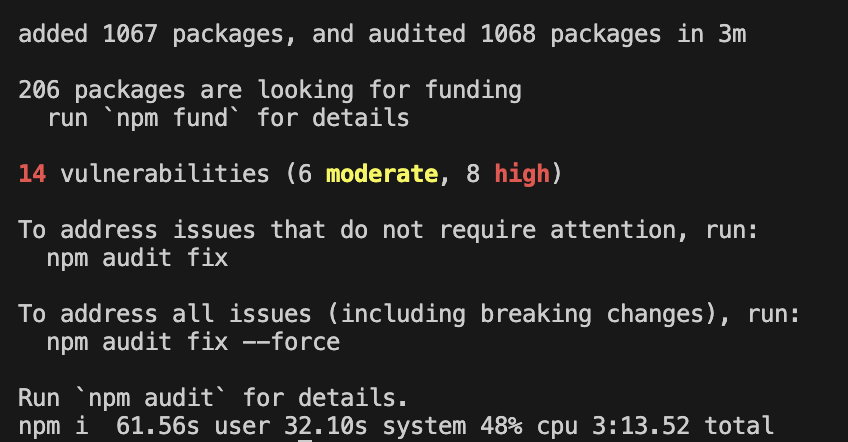 added 1067 packages, and audited 1068 packages in 3m
206 packages are looking for funding
  run `npm fund` for details
14 vulnerabilities (6 moderate, 8 high)
To address issues that do not require attention, run:
  npm audit fix
To address all issues (including breaking changes), run:
  npm audit fix --force
Run `npm audit` for details.
npm i  61.56s user 32.10s system 48% cpu 3:13.52 total